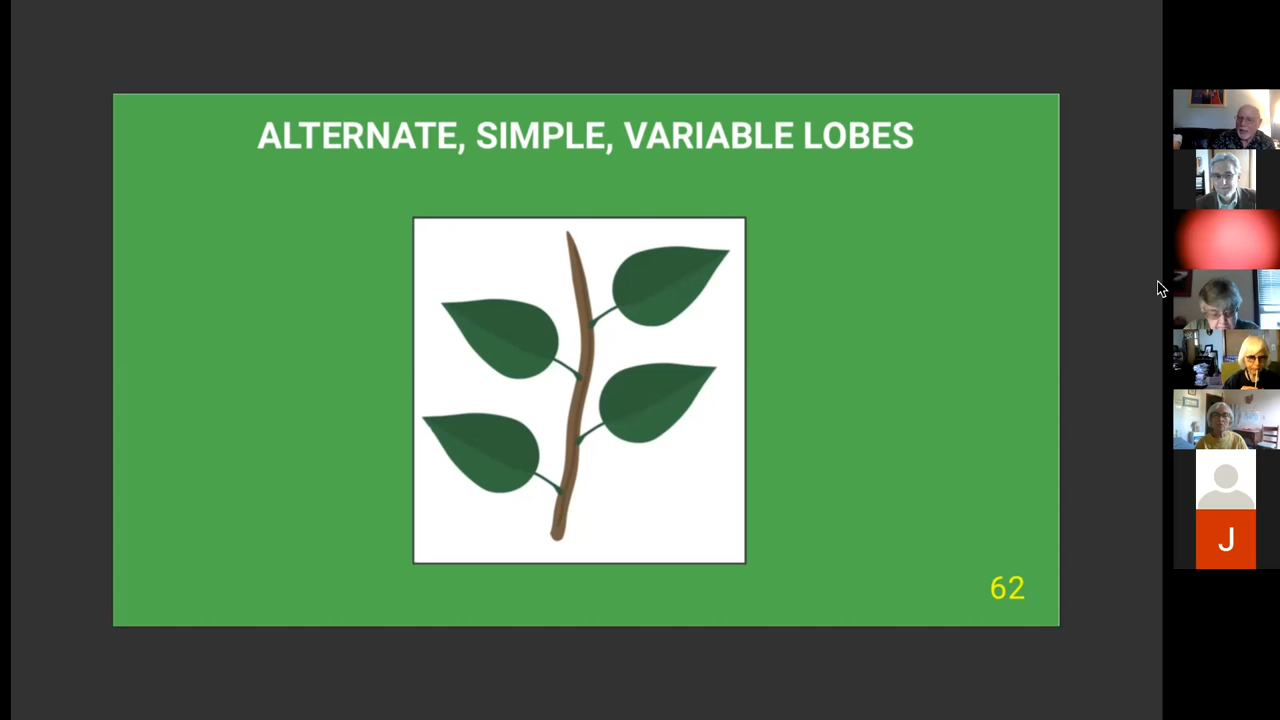 ALTERNATE, SIMPLE, VARIABLE LOBES
62
J